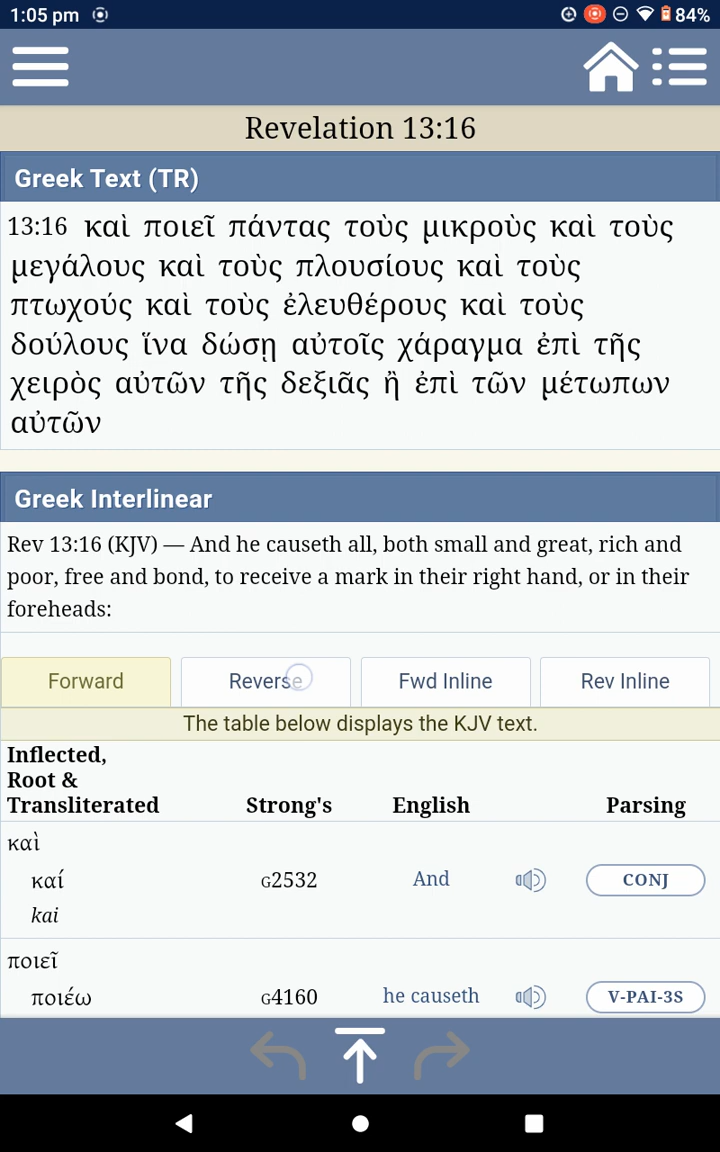 1:05 pm 84%
Revelation 13:16
Greek Text (TR)
13:16 καὶ ποιεῖ πάντας τοὺς μικροὺς καὶ τοὺς
μεγάλους καὶ τοὺς πλουσίους καὶ τοὺς
πτωχούς καὶ τοὺς ἐλευθέρους καὶ τοὺς
δούλους ἵνα δώσῃ αὐτοῖς χάραγμα ἐπὶ τῆς
χειρὸς αὐτῶν τῆς δεξιᾶς ἢ ἐπὶ τῶν μέτωπων
αὐτῶν
Greek Interlinear
Rev 13:16 (KJV) — And he causeth all, both small and great, rich and
poor, free and bond, to receive a mark in their right hand, or in their
foreheads:
Forward Reverse Fwd Inline Rev Inline
The table below displays the KJV text.
Inflected,
Root &
Transliterated Strong's English Parsing
καὶ
καί G2532 And CONJ
kai
ποιεῖ
ποιέω G4160 he causeth V-PAI-3S